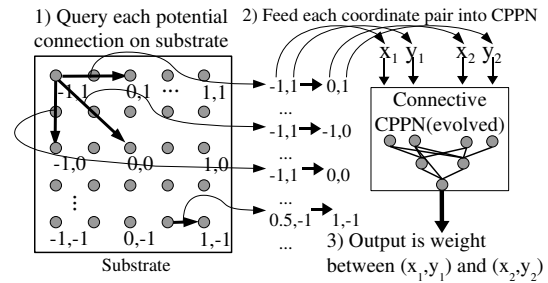 1) Query each potential
connection on substrate
2) Feed each coordinate pair into CPPN
-1,1 0,1 ... 1,1
-1,0 0,0 1,0
...
-1,-1 0,-1 1,-1
Substrate
-1,1 0,1
...
-1,1 -1,0
...
-1,1 0,0
...
0.5,-1 1,-1
...
x1 y1 x2 y2
Connective
CPPN(evolved)
3) Output is weight
between (x1,y1) and (x2,y2)